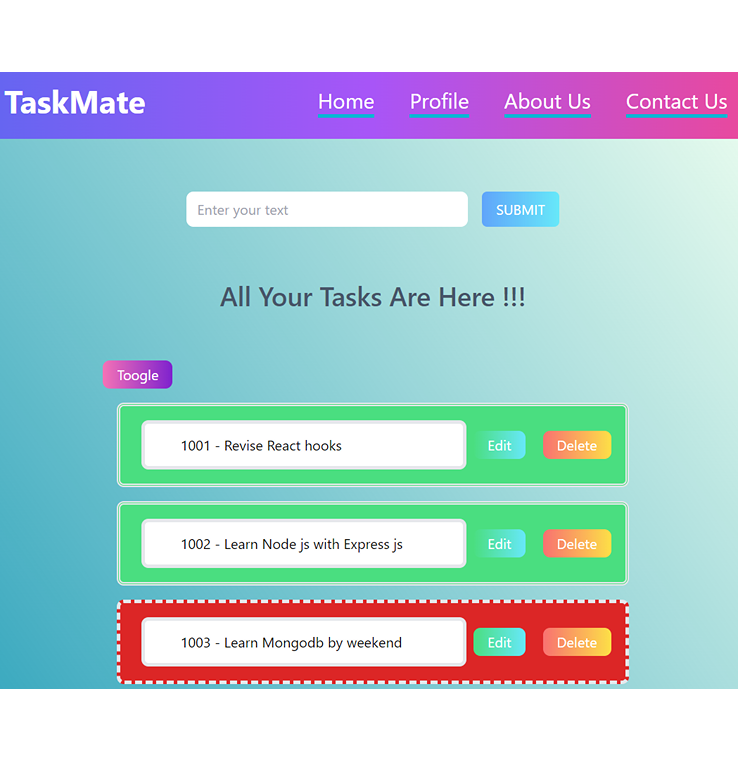 TaskMate Home Profile About Us Contact Us
Enter your text SUBMIT
All Your Tasks Are Here !!!
Toogle
1001 - Revise React hooks Edit Delete
1002 - Learn Node js with Express js Edit Delete
1003 - Learn Mongodb by weekend Edit Delete